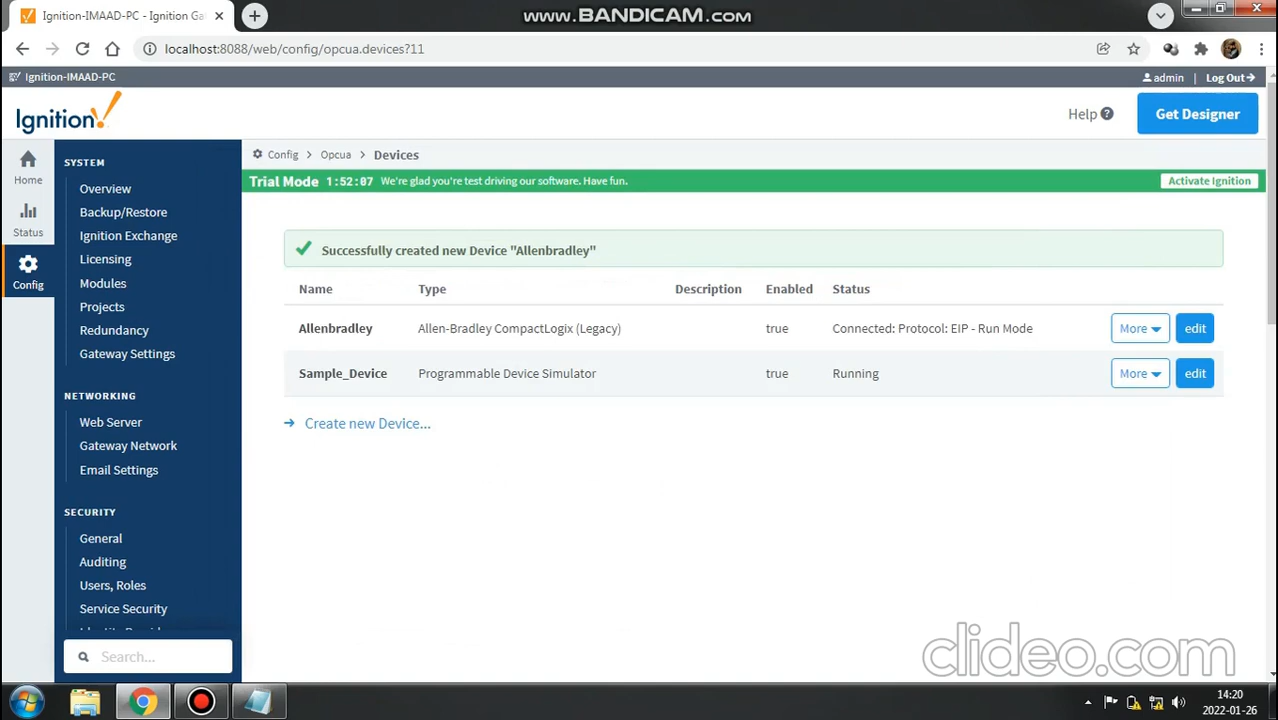 Ignition-IMAAD-PC - Ignition Ga
www.BANDICAM.com
localhost:8088/web/config/opcua.devices?11
Ignition-IMAAD-PC
admin | Log Out
Ignition!
Help
Get Designer
Home
Status
Config
SYSTEM
Overview
Backup/Restore
Ignition Exchange
Licensing
Modules
Projects
Redundancy
Gateway Settings
NETWORKING
Web Server
Gateway Network
Email Settings
SECURITY
General
Auditing
Users, Roles
Service Security
Search...
Config > Opcua > Devices
Trial Mode 1:52:07 We're glad you're test driving our software. Have fun.
Activate Ignition
Successfully created new Device "Allenbradley"
Name Type Description Enabled Status
Allenbradley Allen-Bradley CompactLogix (Legacy) true Connected: Protocol: EIP - Run Mode More edit
Sample_Device Programmable Device Simulator true Running More edit
Create new Device...
clideo.com
14:20
2022-01-26